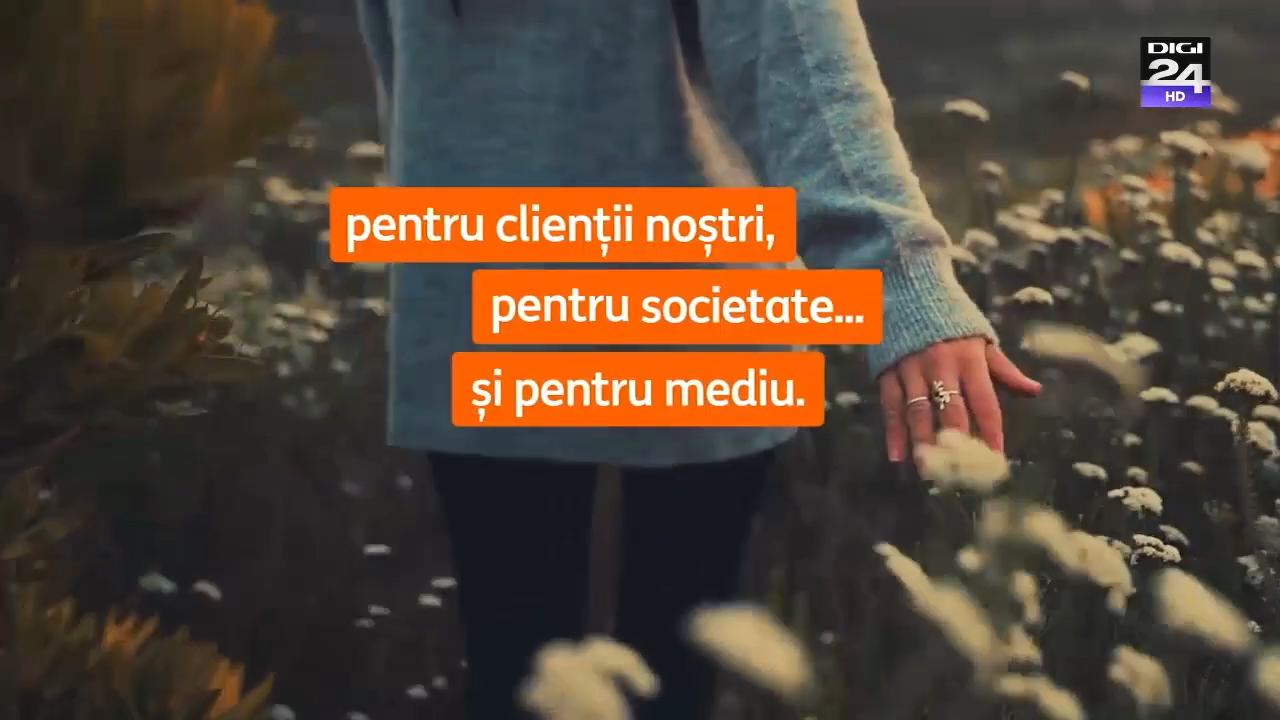 DIGI
24
HD
pentru clienții noștri,
pentru societate...
și pentru mediu.